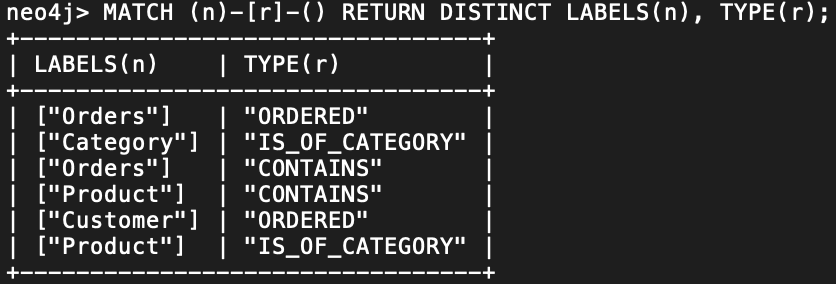 neo4j> MATCH (n)-[r]-() RETURN DISTINCT LABELS(n), TYPE(r);
+----------------------------------+
| LABELS(n)    | TYPE(r)           |
+----------------------------------+
| ["Orders"]   | "ORDERED"         |
| ["Category"] | "IS_OF_CATEGORY" |
| ["Orders"]   | "CONTAINS"        |
| ["Product"]  | "CONTAINS"        |
| ["Customer"] | "ORDERED"         |
| ["Product"]  | "IS_OF_CATEGORY" |
+----------------------------------+